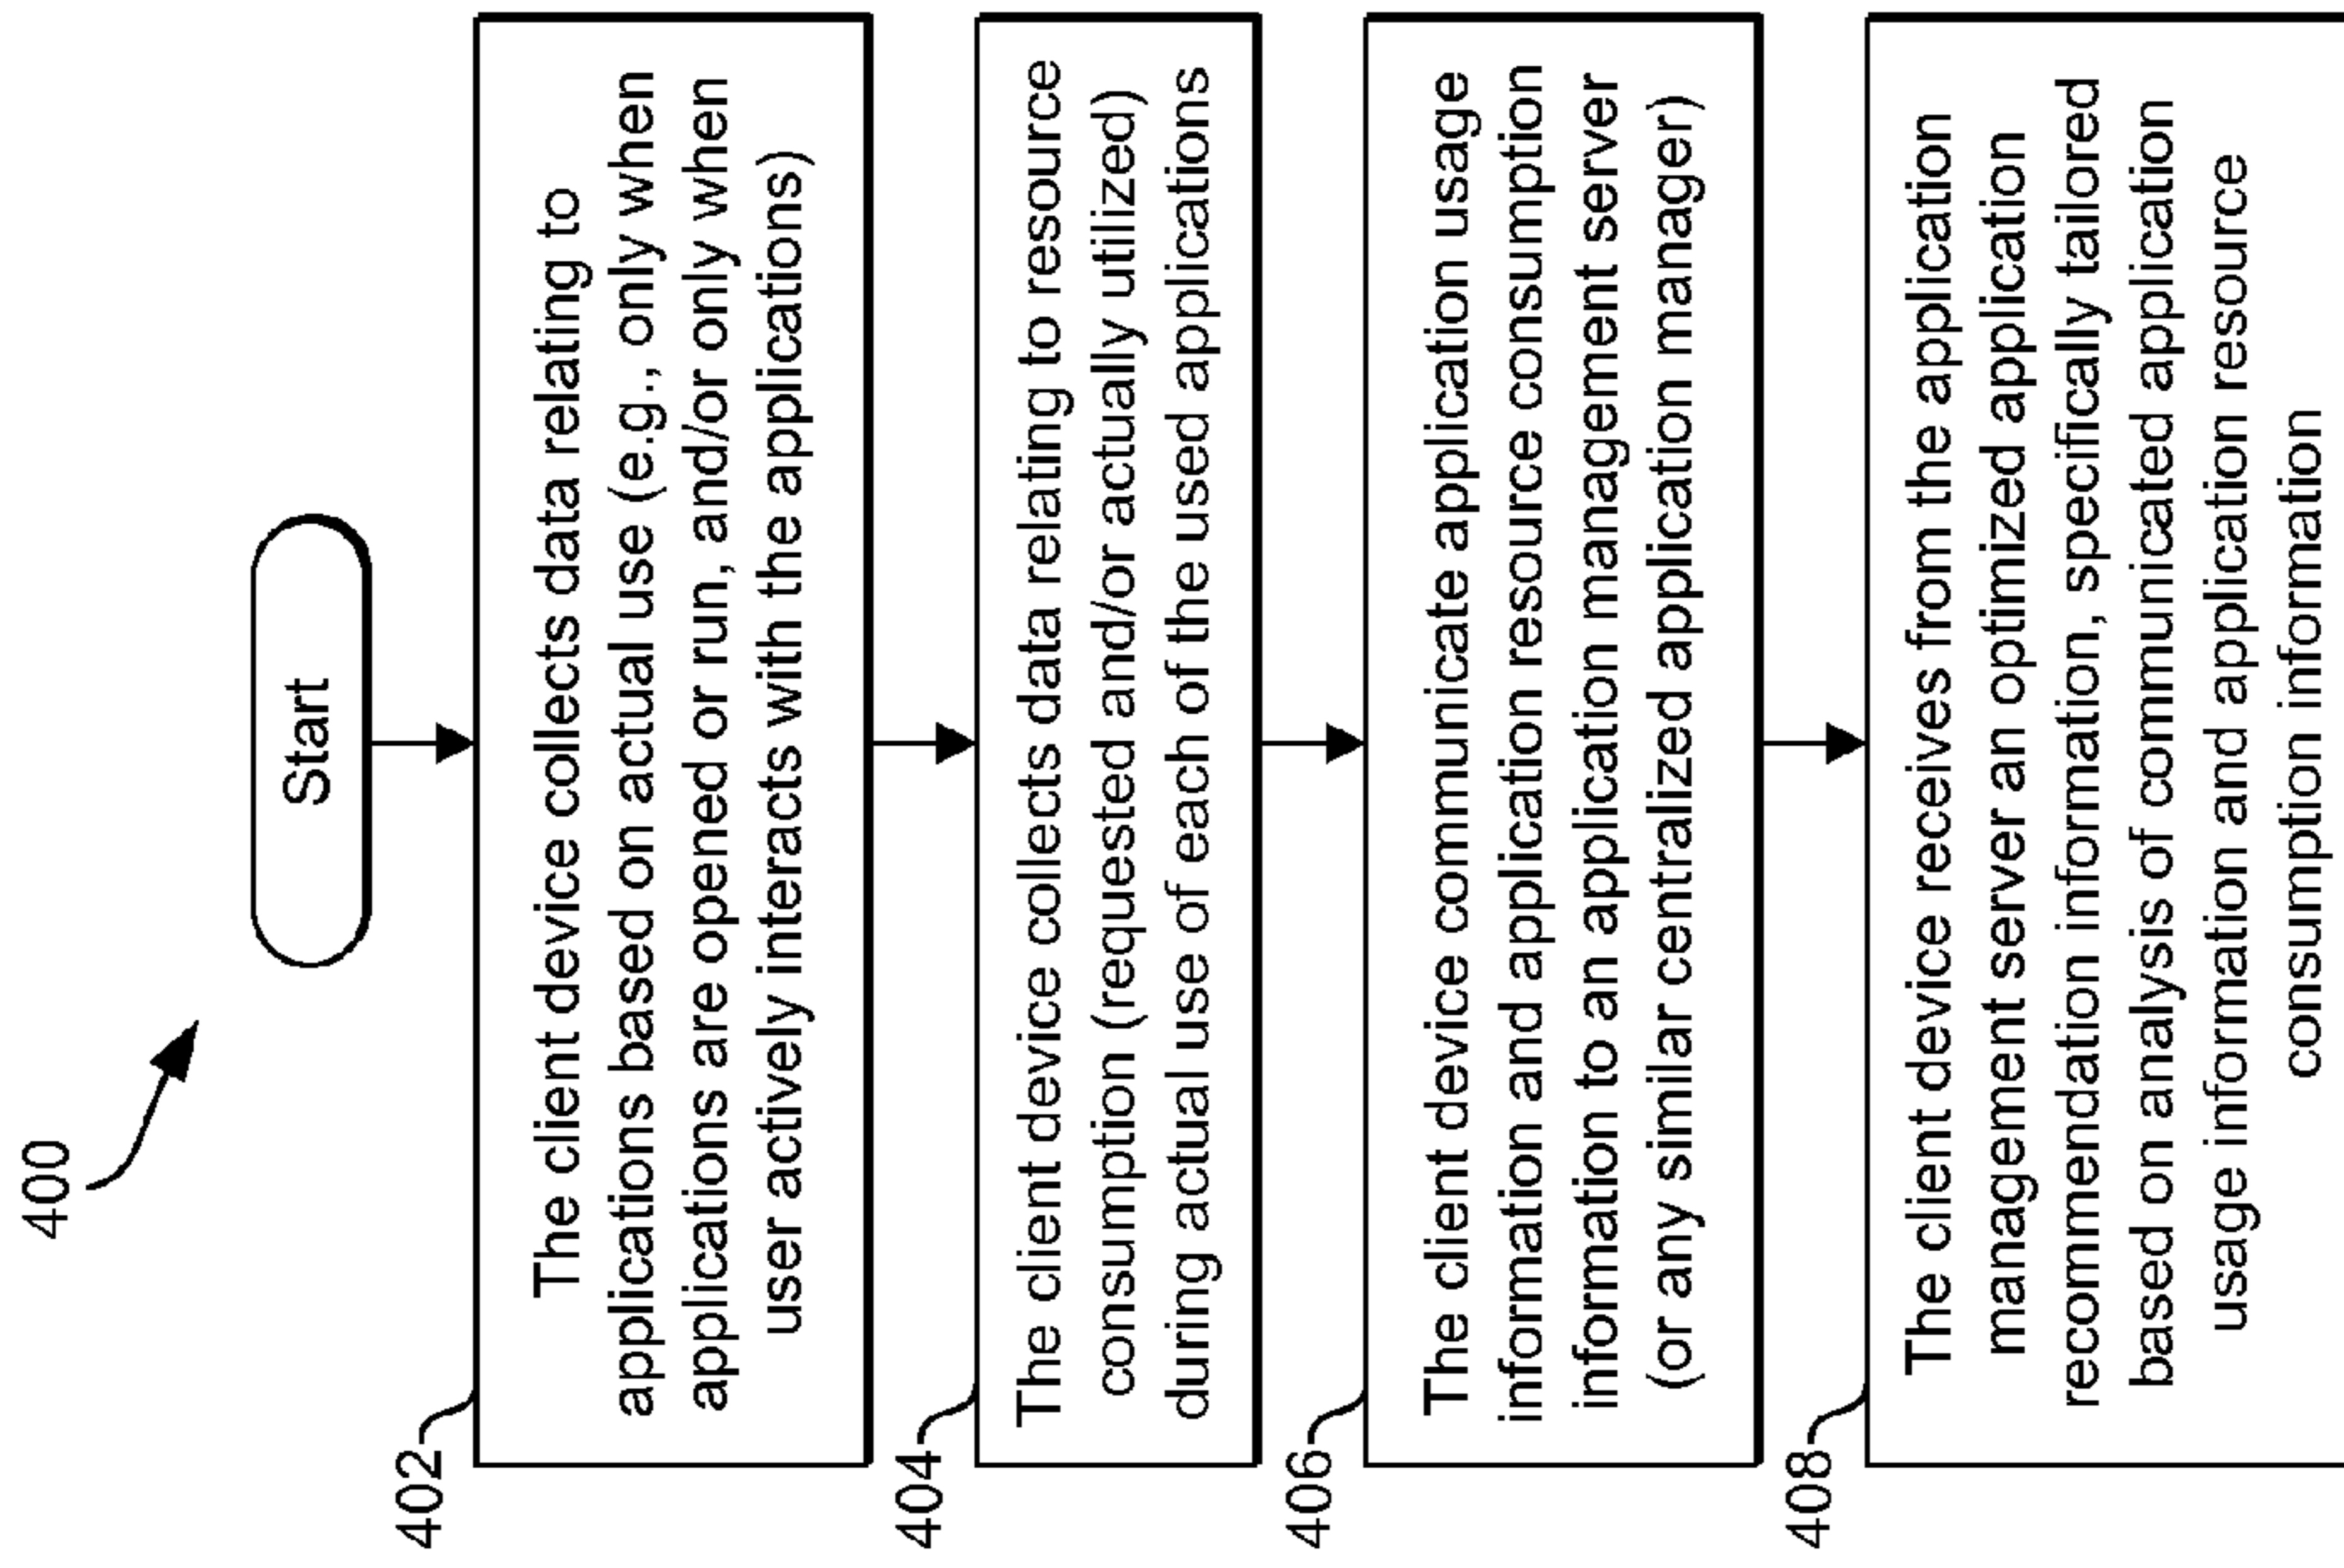 400
Start
402
The client device collects data relating to
applications based on actual use (e.g., only when
applications are opened or run, and/or only when
user actively interacts with the applications)
404
The client device collects data relating to resource
consumption (requested and/or actually utilized)
during actual use of each of the used applications
406
The client device communicate application usage
information and application resource consumption
information to an application management server
(or any similar centralized application manager)
408
The client device receives from the application
management server an optimized application
recommendation information, specifically tailored
based on analysis of communicated application
usage information and application resource
consumption information